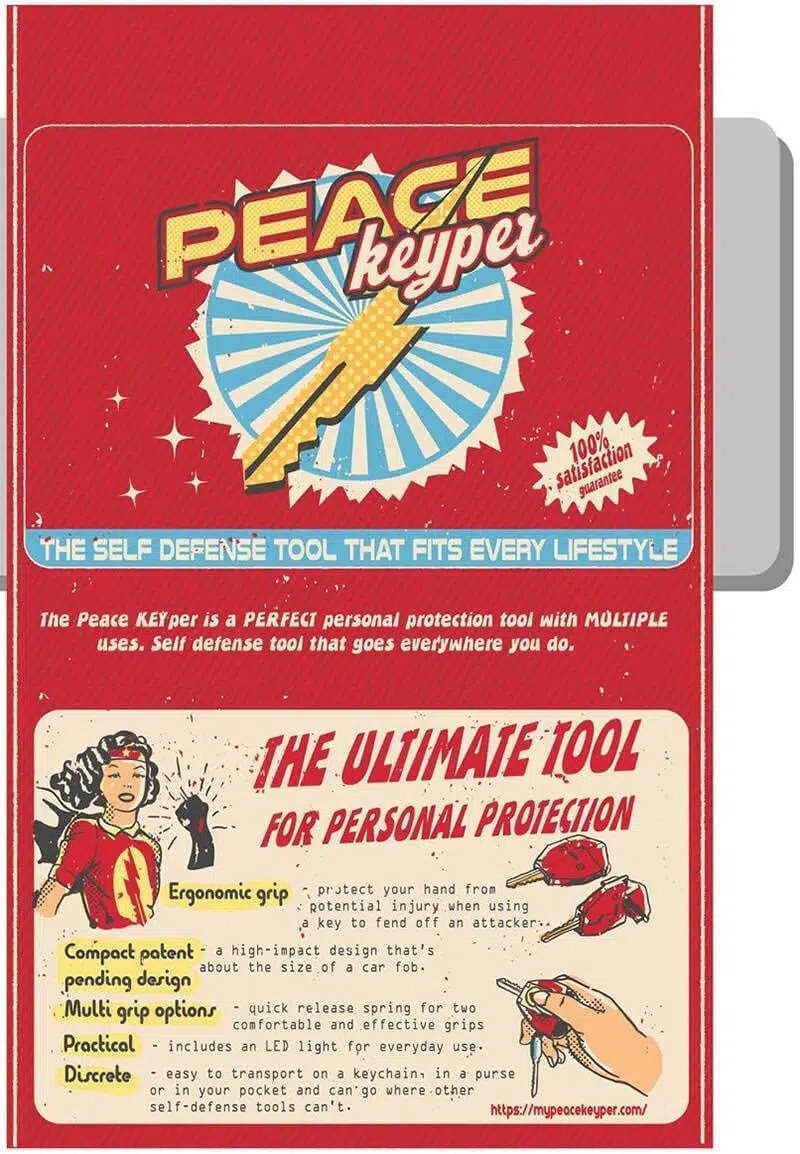 PEACE
keyper
100%
satisfaction
guarantee
THE SELF DEFENSE TOOL THAT FITS EVERY LIFESTYLE
The Peace KEYper is a PERFECT personal protection tool with MULTIPLE
uses. Self defense tool that goes everywhere you do.
THE ULTIMATE TOOL
FOR PERSONAL PROTECTION
Ergonomic grip - protect your hand from
potential injury when using
a key to fend off an attacker.
Compact patent - a high-impact design that's
pending design about the size of a car fob.
Multi grip options - quick release spring for two
comfortable and effective grips
Practical - includes an LED light for everyday use.
Discrete - easy to transport on a keychain, in a purse
or in your pocket and can go where other
self-defense tools can't.
https://mypeacekeyper.com/